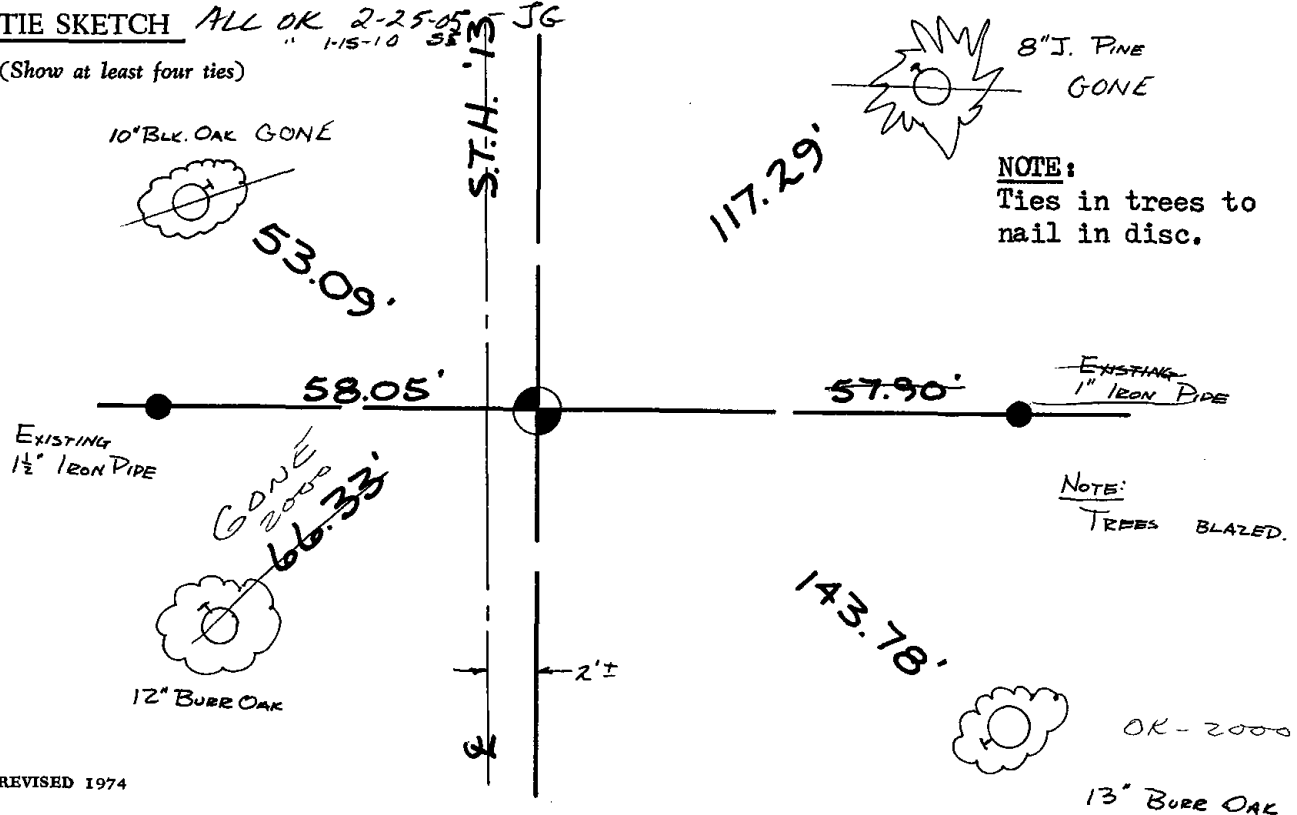 TIE SKETCH ALL OK 2-25-05 - JG
" 1-15-10
(Show at least four ties)
S.T.H. '13'
8" J. PINE
GONE
10" BLK. OAK GONE
NOTE:
Ties in trees to
nail in disc.
117.29'
53.09'
58.05'
57.90'
EXISTING
1" IRON PIPE
EXISTING
1½" IRON PIPE
GONE
2000
66.33'
NOTE:
TREES BLAZED.
143.78'
2'±
12" BURR OAK
℄
OK - 2000
REVISED 1974
13" BURR OAK